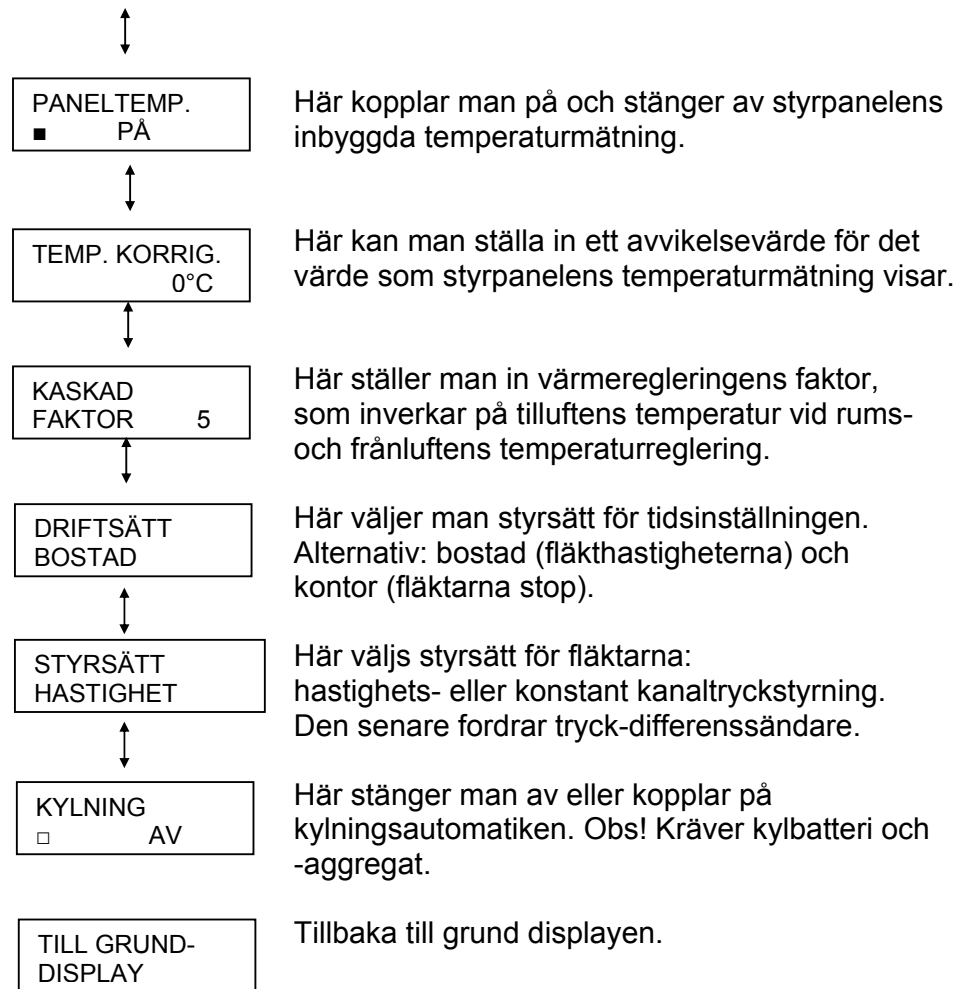 PANELTEMP.
■ PÅ
Här kopplar man på och stänger av styrpanelens
inbyggda temperaturmätning.
TEMP. KORRIG.
0°C
Här kan man ställa in ett avvikelsevärde för det
värde som styrpanelens temperaturmätning visar.
KASKAD
FAKTOR 5
Här ställer man in värmeregleringens faktor,
som inverkar på tilluftens temperatur vid rums-
och frånluftens temperaturreglering.
DRIFTSÄTT
BOSTAD
Här väljer man styrsätt för tidsinställningen.
Alternativ: bostad (fläkthastigheterna) och
kontor (fläktarna stop).
STYRSÄTT
HASTIGHET
Här väljs styrsätt för fläktarna:
hastighets- eller konstant kanaltryckstyrning.
Den senare fordrar tryck-differenssändare.
KYLNING
□ AV
Här stänger man av eller kopplar på
kylningsautomatiken. Obs! Kräver kylbatteri och
-aggregat.
TILL GRUND-
DISPLAY
Tillbaka till grund displayen.